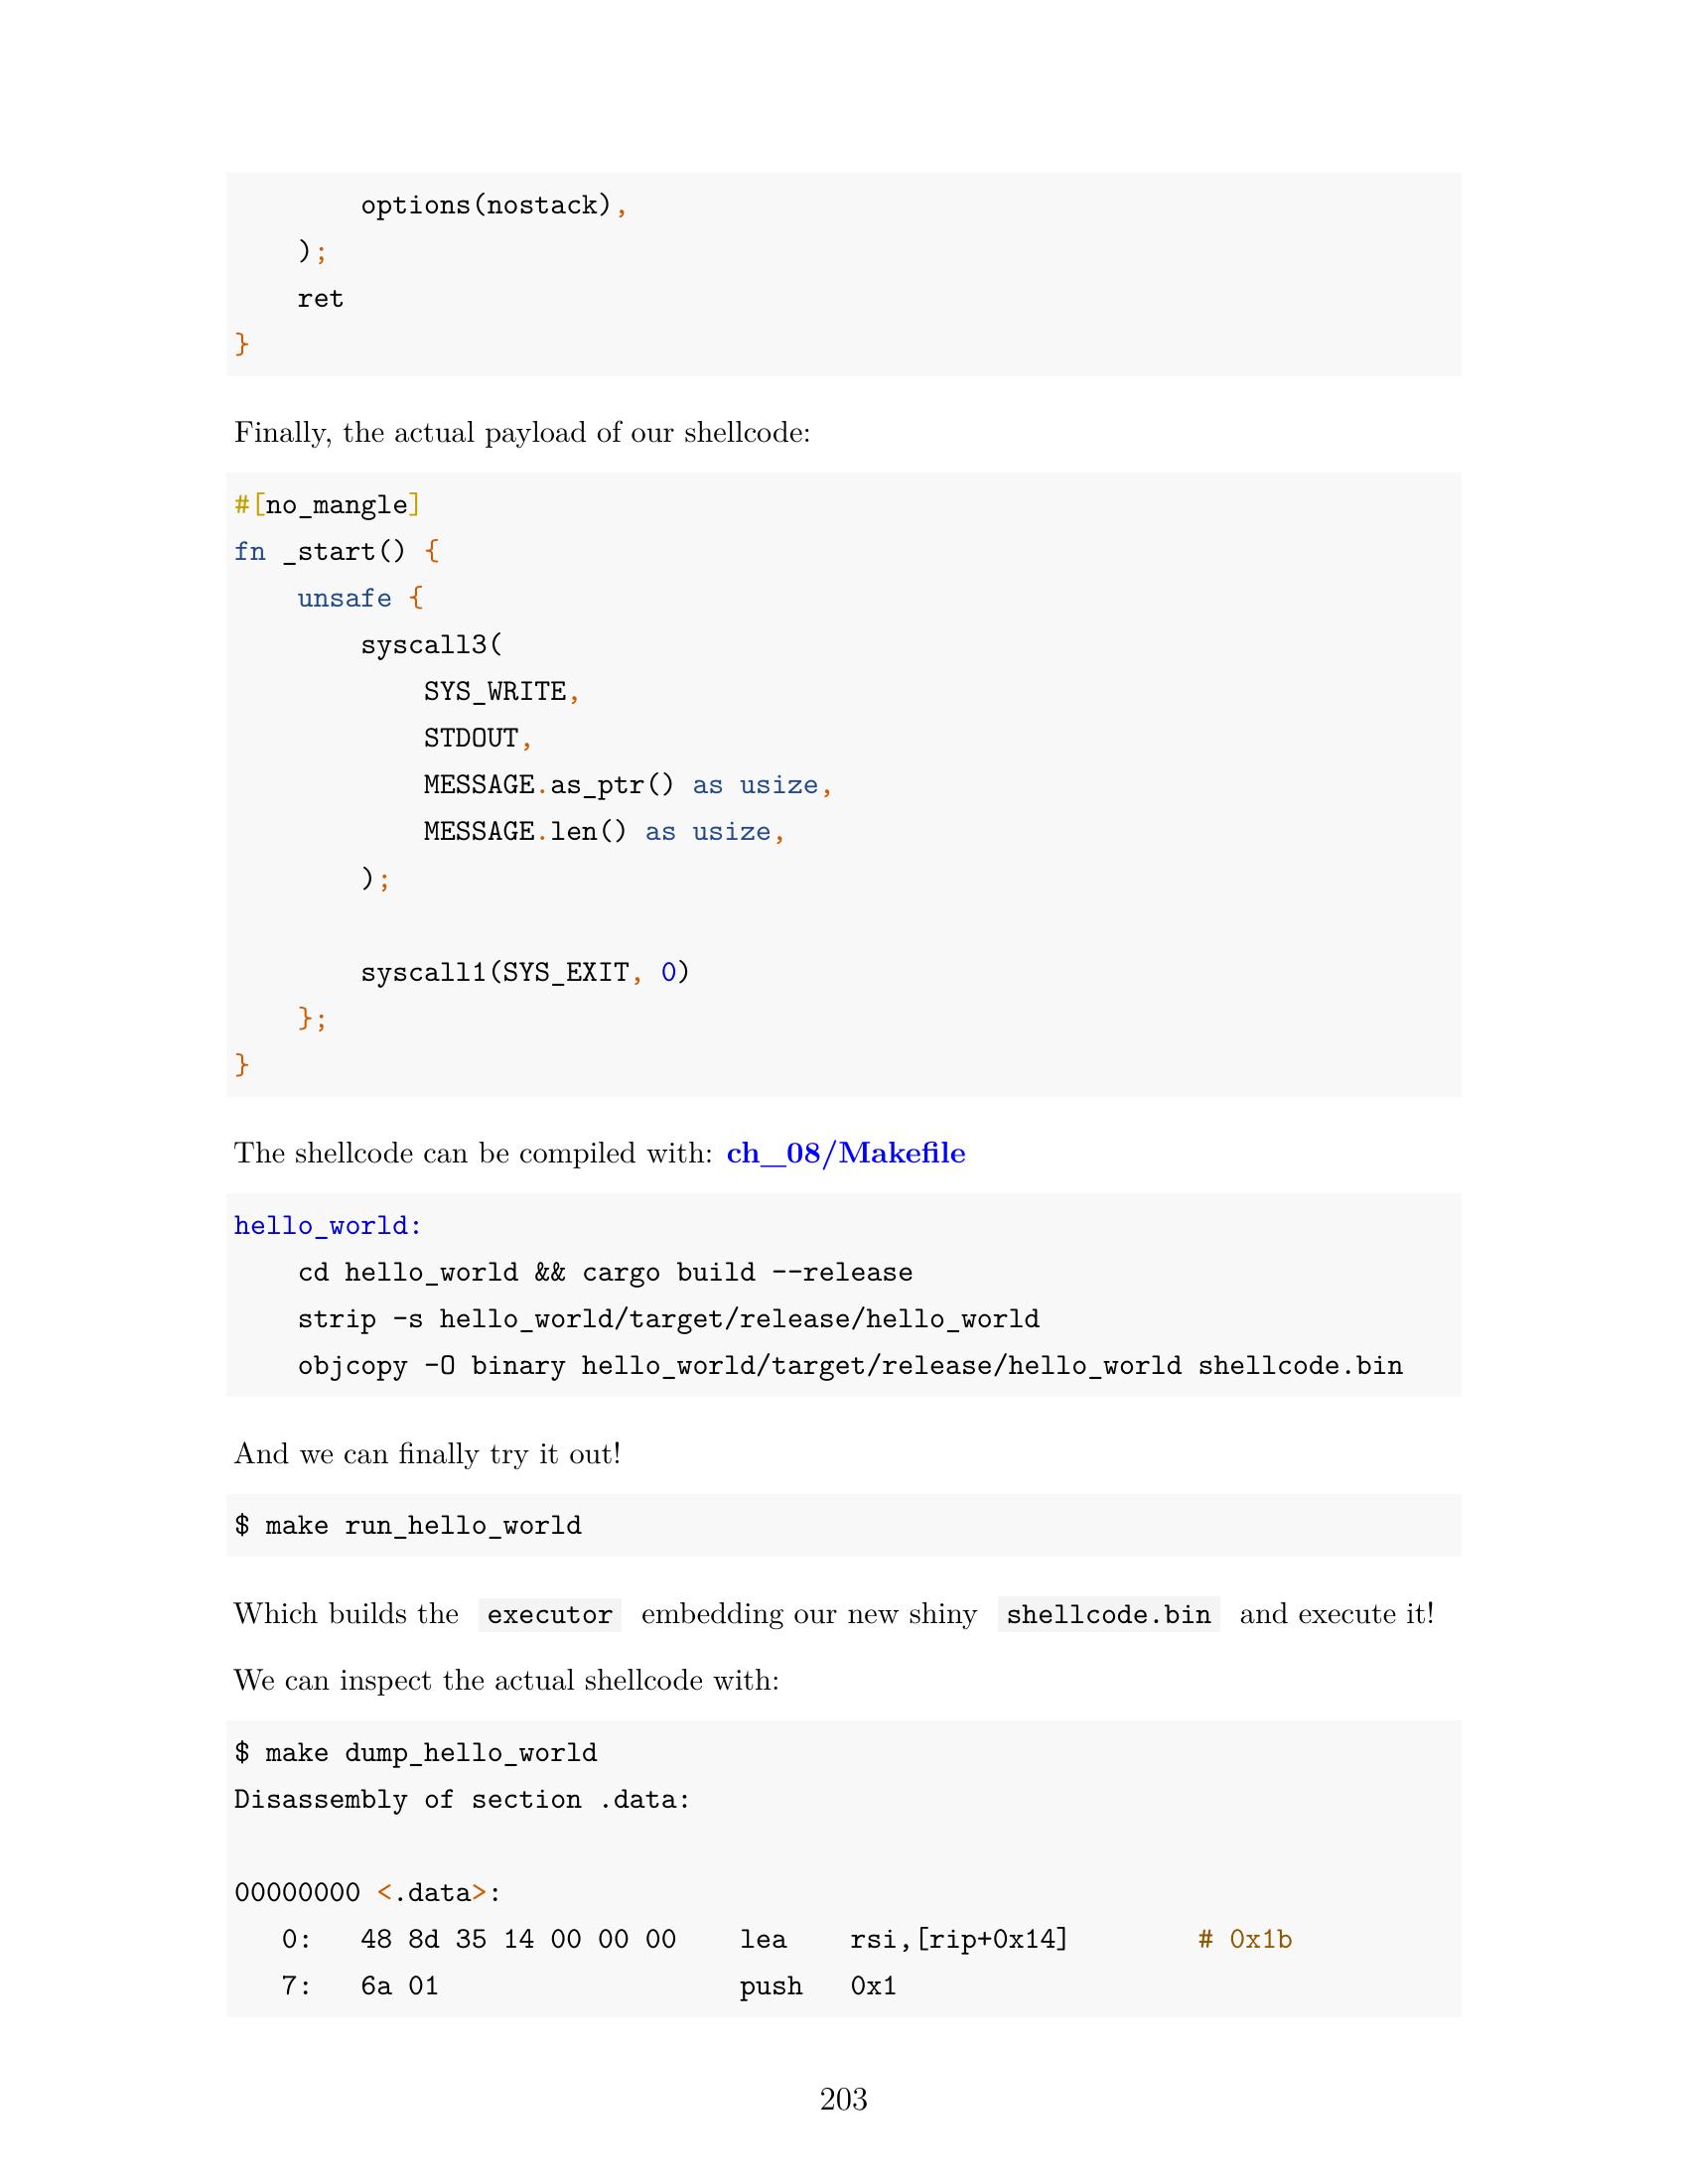 options(nostack),
    );
    ret
}
Finally, the actual payload of our shellcode:
#[no_mangle]
fn _start() {
    unsafe {
        syscall3(
            SYS_WRITE,
            STDOUT,
            MESSAGE.as_ptr() as usize,
            MESSAGE.len() as usize,
        );

        syscall1(SYS_EXIT, 0)
    };
}
The shellcode can be compiled with: ch_08/Makefile
hello_world:
    cd hello_world && cargo build --release
    strip -s hello_world/target/release/hello_world
    objcopy -O binary hello_world/target/release/hello_world shellcode.bin
And we can finally try it out!
$ make run_hello_world
Which builds the executor embedding our new shiny shellcode.bin and execute it!
We can inspect the actual shellcode with:
$ make dump_hello_world
Disassembly of section .data:

00000000 <.data>:
   0:   48 8d 35 14 00 00 00    lea    rsi,[rip+0x14]        # 0x1b
   7:   6a 01                   push   0x1
203